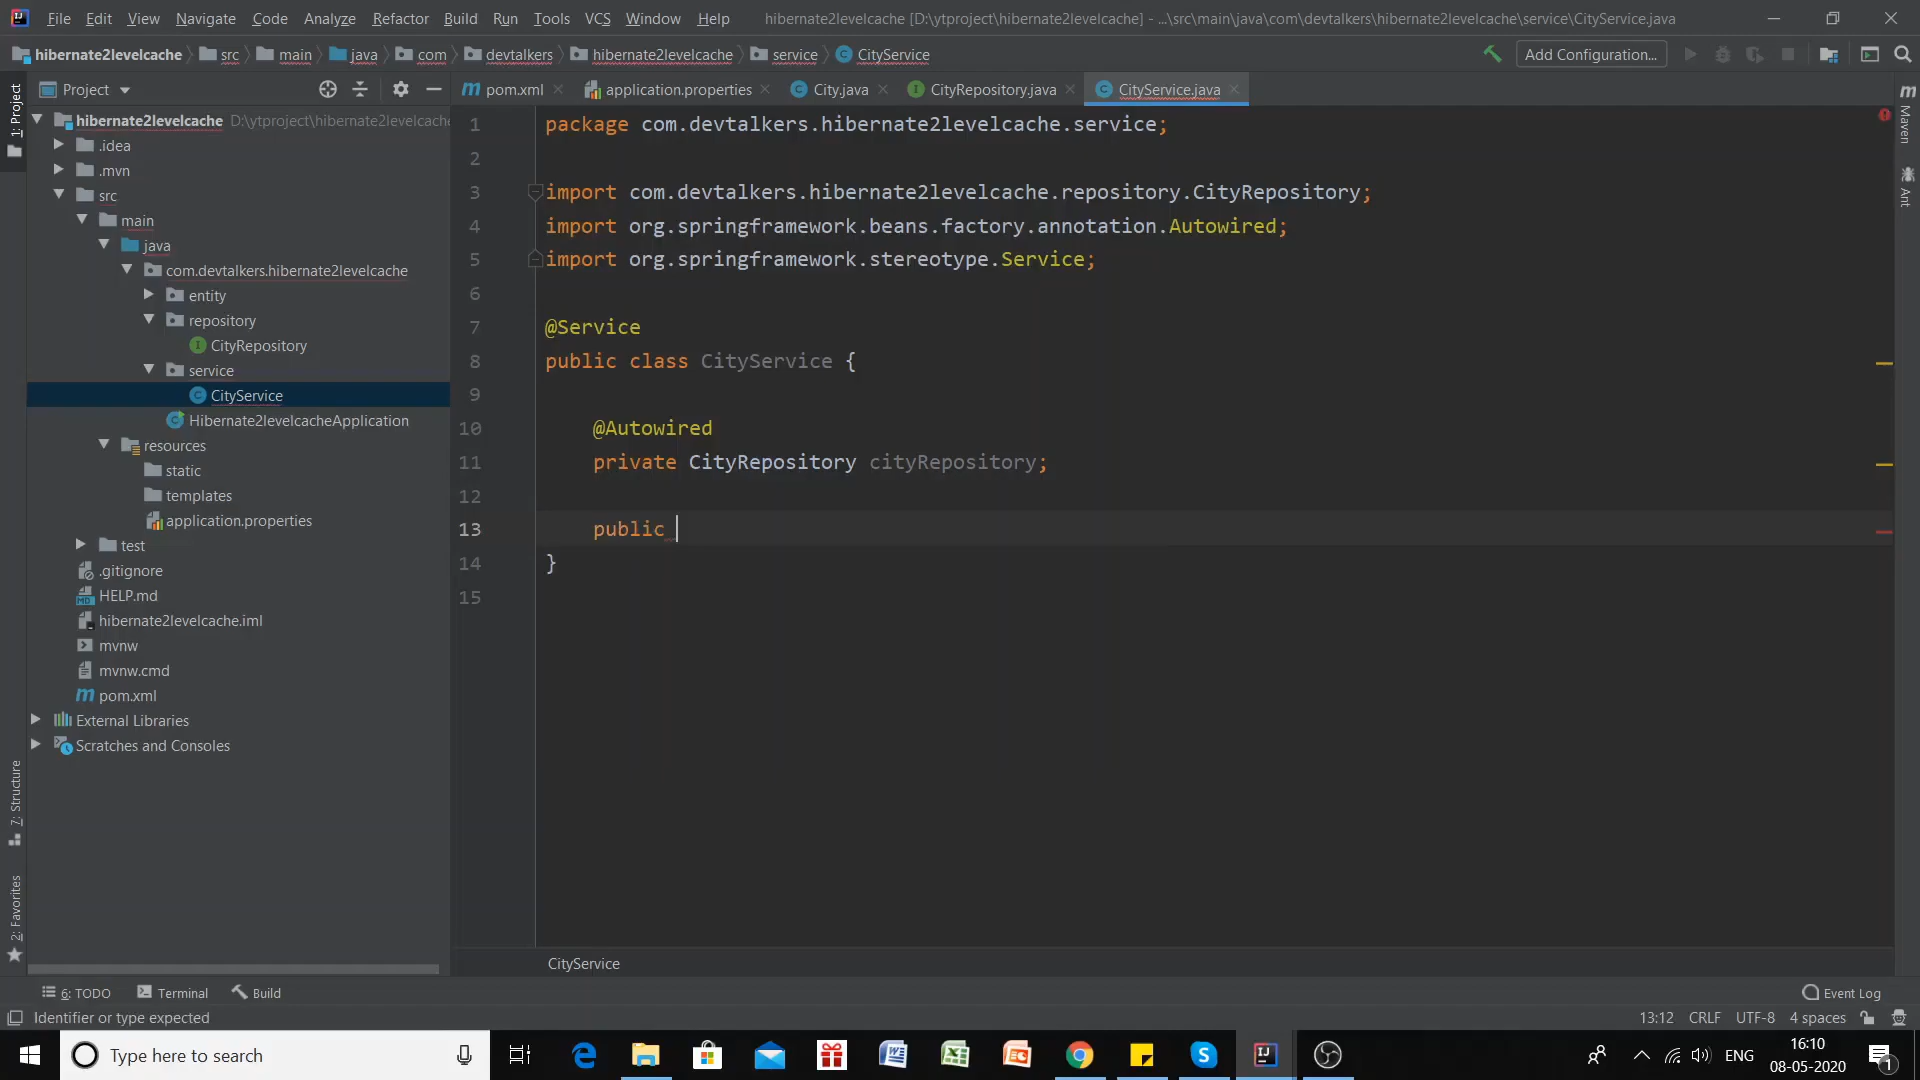 File Edit View Navigate Code Analyze Refactor Build Run Tools VCS Window Help hibernate2levelcache [D:\ytproject\hibernate2levelcache] - ...\src\main\java\com\devtalkers\hibernate2levelcache\service\CityService.java
hibernate2levelcache src main java com devtalkers hibernate2levelcache service CityService Add Configuration...
1: Project
Project
pom.xml application.properties City.java CityRepository.java CityService.java
hibernate2levelcache D:\ytproject\hibernate2levelcache
.idea
.mvn
src
main
java
com.devtalkers.hibernate2levelcache
entity
repository
CityRepository
service
CityService
Hibernate2levelcacheApplication
resources
static
templates
application.properties
test
.gitignore
HELP.md
hibernate2levelcache.iml
mvnw
mvnw.cmd
pom.xml
External Libraries
Scratches and Consoles
7: Structure
2: Favorites
1 package com.devtalkers.hibernate2levelcache.service;
2
3 import com.devtalkers.hibernate2levelcache.repository.CityRepository;
4 import org.springframework.beans.factory.annotation.Autowired;
5 import org.springframework.stereotype.Service;
6
7 @Service
8 public class CityService {
9
10 @Autowired
11 private CityRepository cityRepository;
12
13 public
14 }
15
Maven
Ant
CityService
6: TODO Terminal Build Event Log
Identifier or type expected 13:12 CRLF UTF-8 4 spaces
Type here to search ENG 16:10
08-05-2020 1